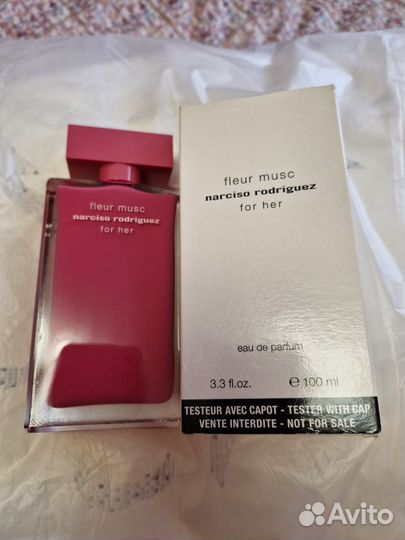 fleur musc
narciso rodriguez
for her
fleur musc
narciso rodriguez
for her
eau de parfum
3.3 fl.oz. ℮ 100 ml
TESTEUR AVEC CAPOT - TESTER WITH CAP
VENTE INTERDITE - NOT FOR SALE
Avito